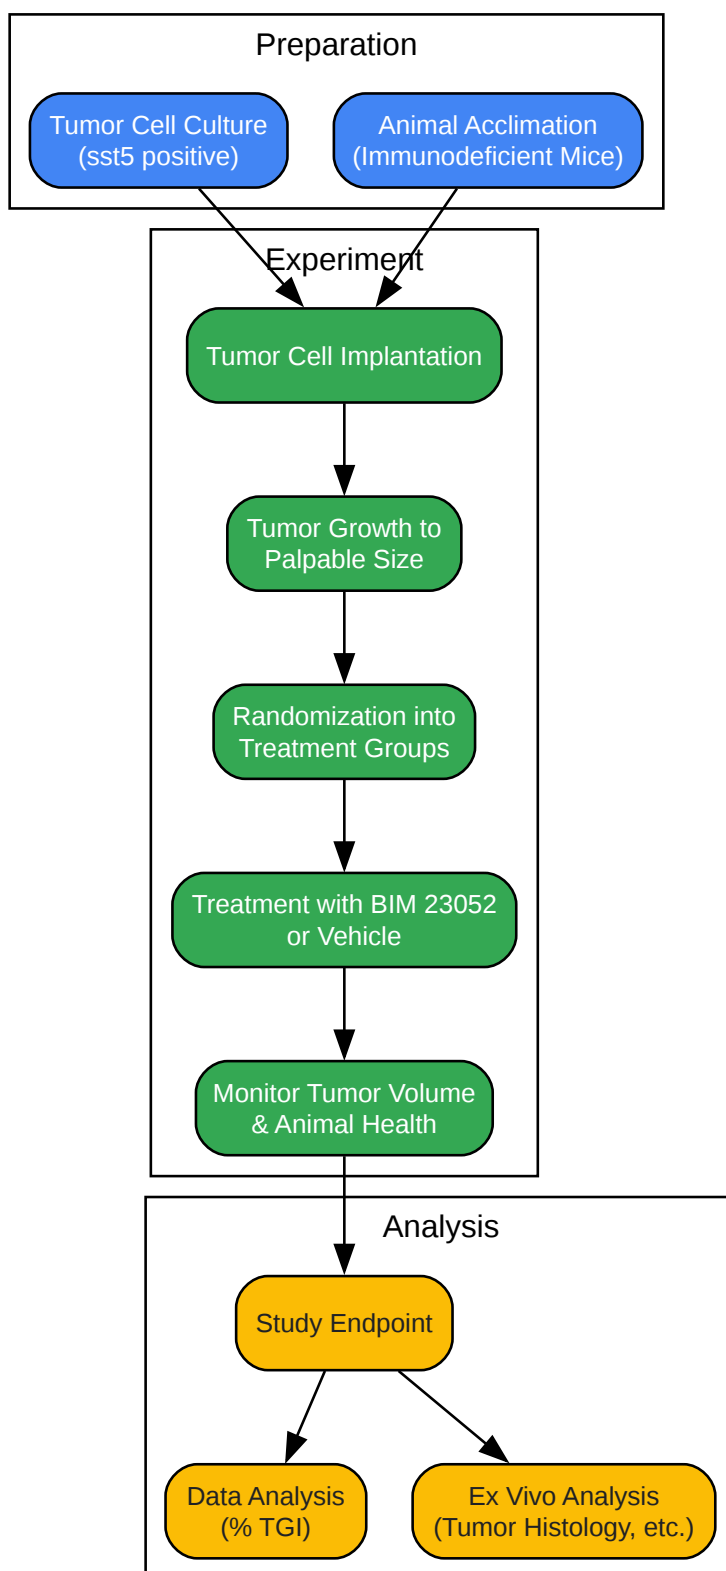 Preparation
Tumor Cell Culture
(sst5 positive)
Animal Acclimation
(Immunodeficient Mice)
Experiment
Tumor Cell Implantation
Tumor Growth to
Palpable Size
Randomization into
Treatment Groups
Treatment with BIM 23052
or Vehicle
Monitor Tumor Volume
& Animal Health
Analysis
Study Endpoint
Data Analysis
(% TGI)
Ex Vivo Analysis
(Tumor Histology, etc.)